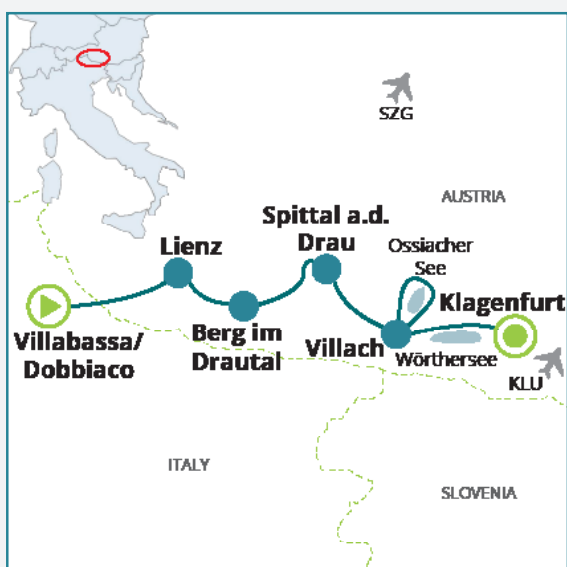 SZG
AUSTRIA
Spittal a.d.
Drau
Ossiacher
See
Lienz
Klagenfurt
Villabassa/
Dobbiaco
Berg im
Drautal
Villach
Wörthersee
KLU
ITALY
SLOVENIA